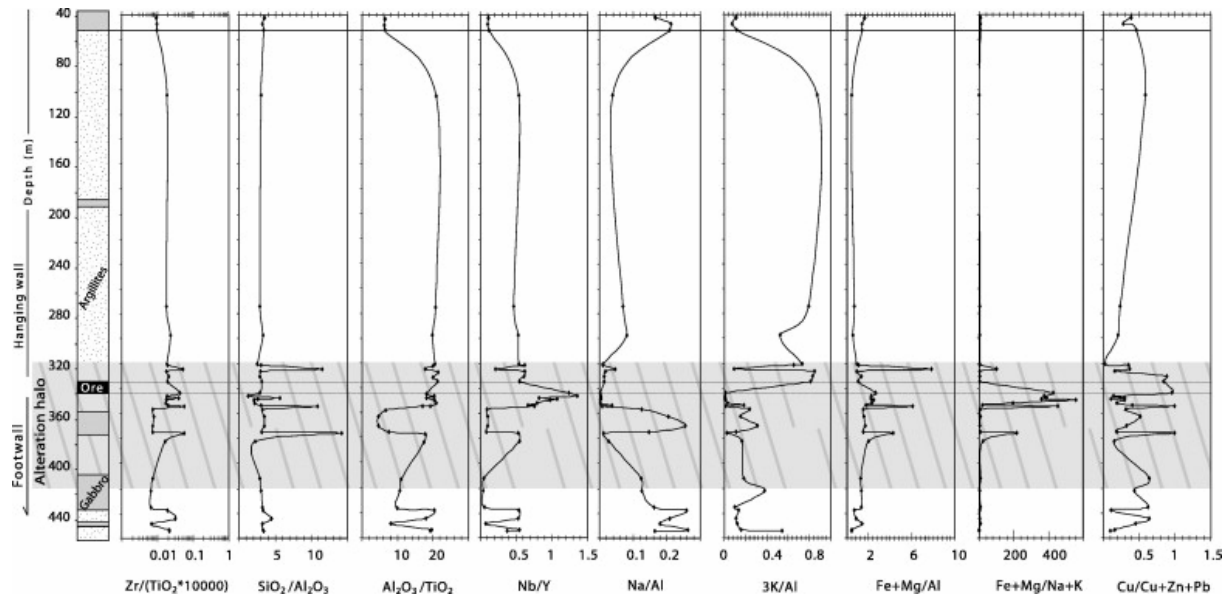 40
80
120
160
200
240
280
320
360
400
440
Depth (m)
Hanging wall
Footwall
Alteration halo
Argillites
Ore
Gabbro
0.01 0.1 1
5 10
10 20
0.5 1 1.5
0.1 0.2
0 0.4 0.8
2 6 10
200 400 600
0 0.5 1 1.5
Zr/(TiO₂*10000) SiO₂/Al₂O₃ Al₂O₃/TiO₂ Nb/Y Na/Al 3K/Al Fe+Mg/Al Fe+Mg/Na+K Cu/Cu+Zn+Pb